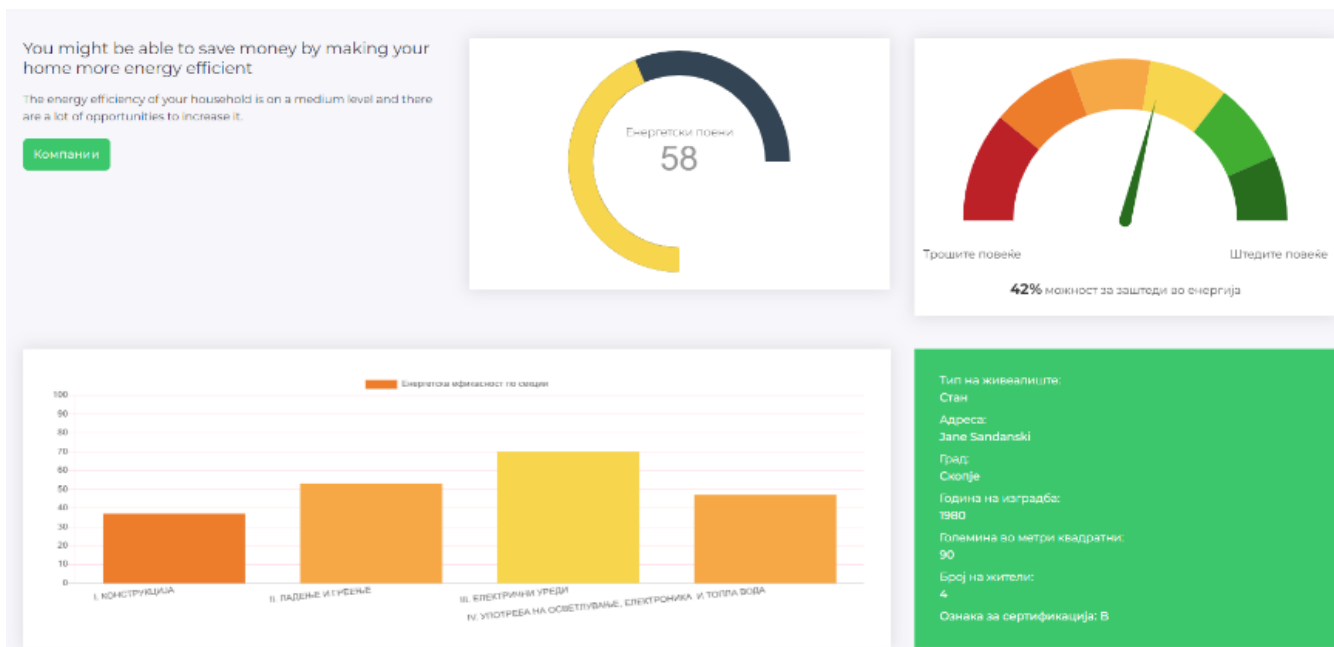 You might be able to save money by making your
home more energy efficient
The energy efficiency of your household is on a medium level and there
are a lot of opportunities to increase it.
Компании
Енергетски поени
58
Трошите повеќе
Штедите повеќе
42% можност за заштеди во енергија
Енергетска ефикасност по секции
100
90
80
70
60
50
40
30
20
10
0
I. КОНСТРУКЦИЈА
II. ЛАДЕЊЕ И ГРЕЕЊЕ
III. ЕЛЕКТРИЧНИ УРЕДИ
IV. УПОТРЕБА НА ОСВЕТЛУВАЊЕ, ЕЛЕКТРОНИКА И ТОПЛА ВОДА
Тип на живеалиште:
Стан
Адреса:
Jane Sandanski
Град:
Скопје
Година на изградба:
1980
Големина во метри квадратни:
90
Број на жители:
4
Ознака за сертификација: B